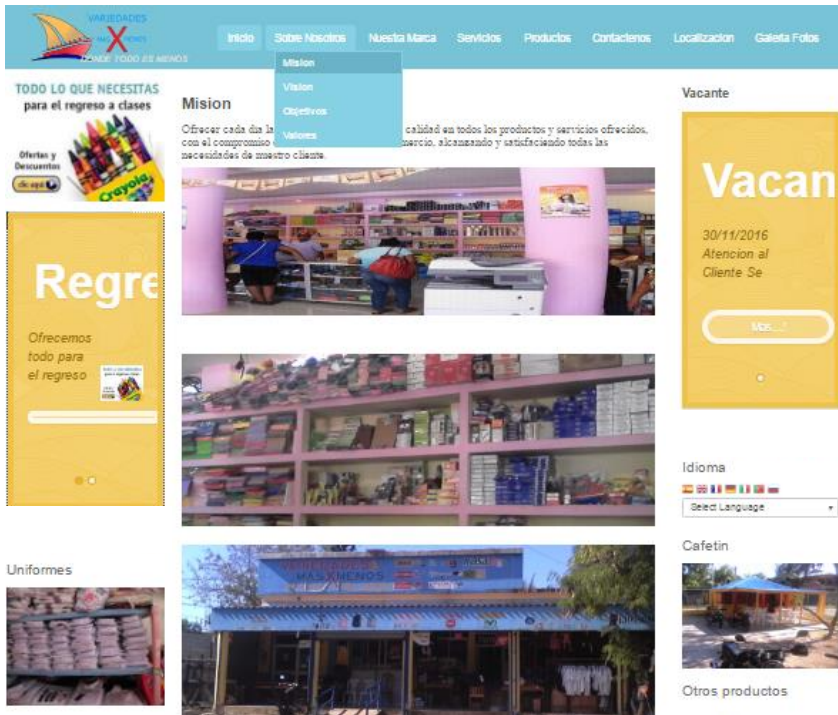 VARIEDADES
Y MAS X MENOS
DONDE TODO ES MENOS
Inicio
Sobre Nosotros
Nuestra Marca
Servicios
Productos
Contactenos
Localizacion
Galeria Fotos
Mision
Vision
Objetivos
Valores
TODO LO QUE NECESITAS
para el regreso a clases
Ofertas y
Descuentos
clic aqui
Crayola
Regre
Ofrecemos
todo para
el regreso
Uniformes
Mision
Ofrecer cada dia la calidad en todos los productos y servicios ofrecidos,
con el compromiso mercio, alcanzando y satisfaciendo todas las
necesidades de nuestro cliente.
VARIEDADES
MASXMENOS
Vacante
Vacan
30/11/2016
Atencion al
Cliente Se
Mas....!
Idioma
Select Language
Cafetin
Otros productos